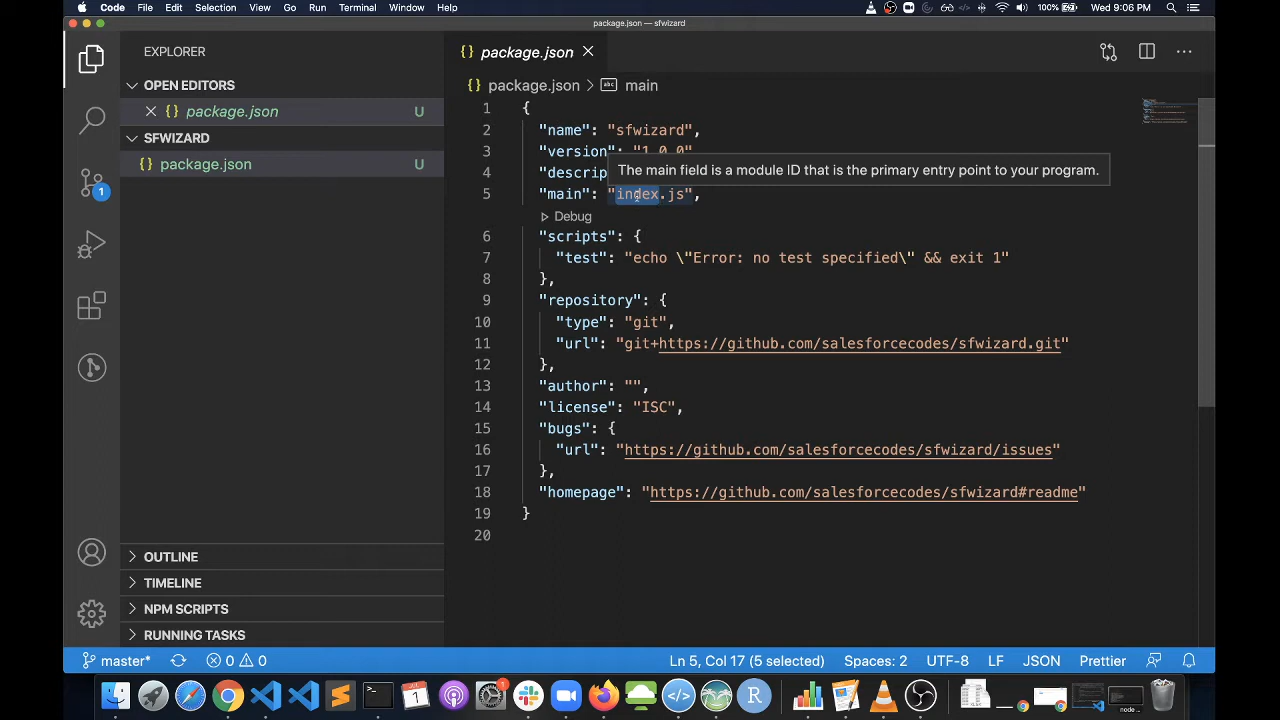 Code File Edit Selection View Go Run Terminal Window Help 100% Wed 9:06 PM
package.json — sfwizard
EXPLORER
OPEN EDITORS
package.json U
SFWIZARD
package.json
1
OUTLINE
TIMELINE
NPM SCRIPTS
RUNNING TASKS
{} package.json
{} package.json > abc main
1 {
2 "name": "sfwizard",
3 "version": "1.0.0"
4 "descrip
The main field is a module ID that is the primary entry point to your program.
5 "main": "index.js",
Debug
6 "scripts": {
7 "test": "echo \"Error: no test specified\" && exit 1"
8 },
9 "repository": {
10 "type": "git",
11 "url": "git+https://github.com/salesforcecodes/sfwizard.git"
12 },
13 "author": "",
14 "license": "ISC",
15 "bugs": {
16 "url": "https://github.com/salesforcecodes/sfwizard/issues"
17 },
18 "homepage": "https://github.com/salesforcecodes/sfwizard#readme"
19 }
20
master* 0 0 Ln 5, Col 17 (5 selected) Spaces: 2 UTF-8 LF JSON Prettier